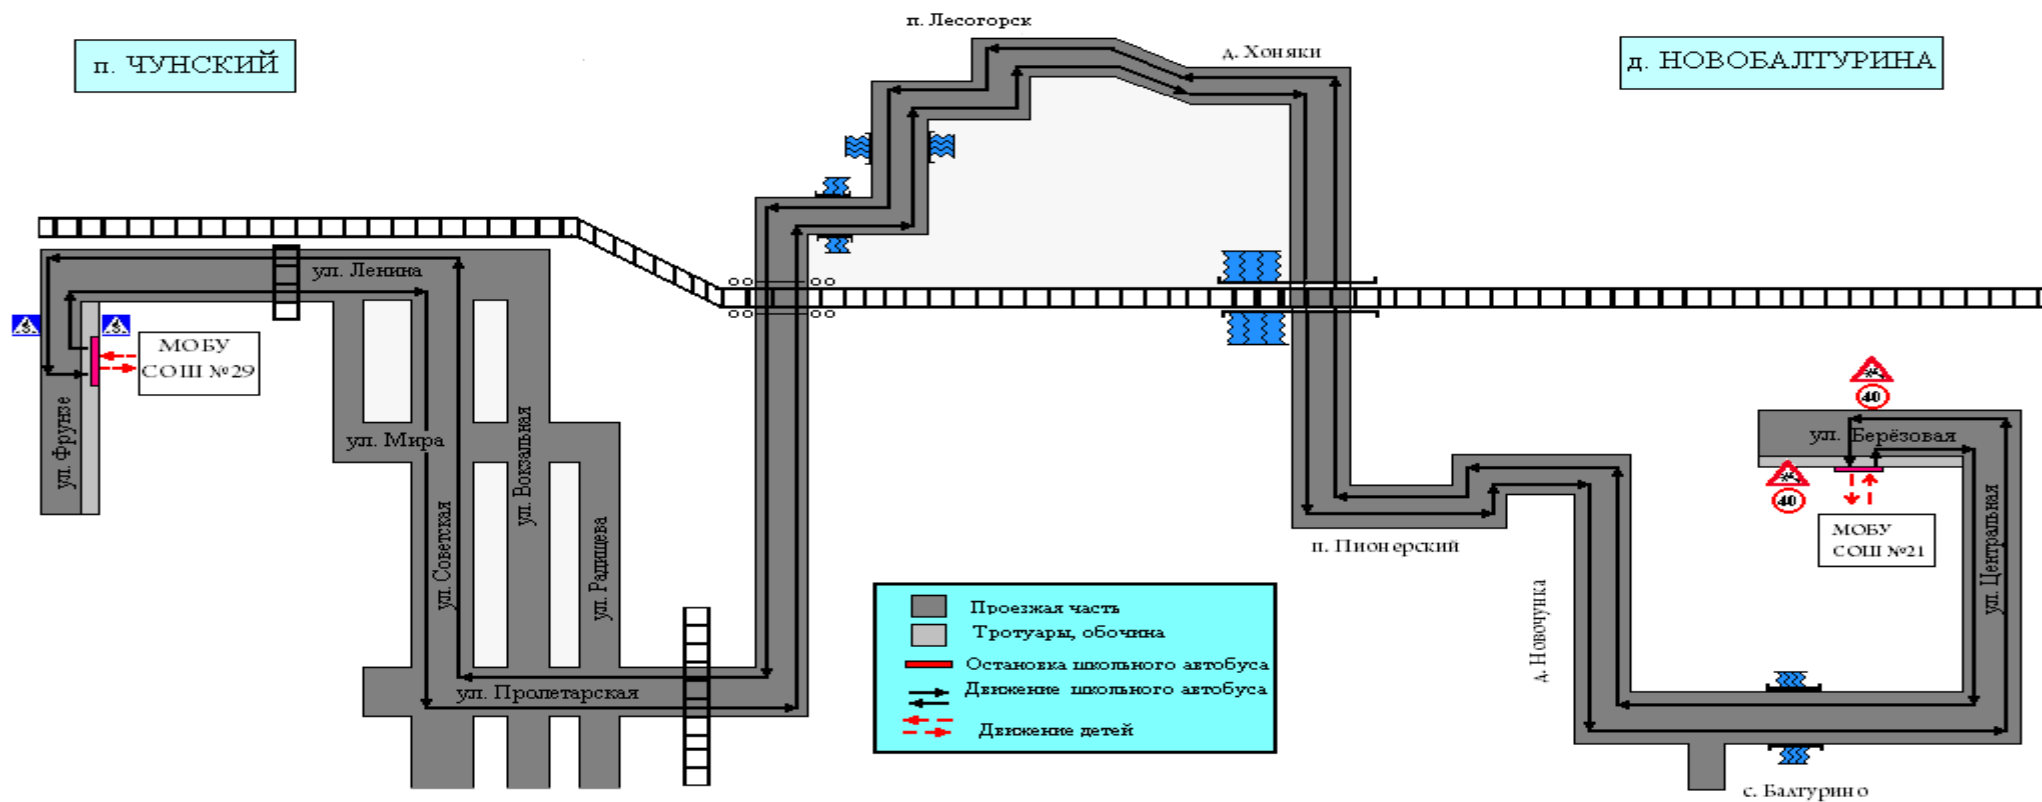 п. Лесогорск
п. ЧУНСКИЙ
д. Хоняки
д. НОВОБАЛТУРИНА
ул. Ленина
МОБУ
СОШ №29
ул. Фрунзе
ул. Мира
ул. Советская
ул. Вокзальная
ул. Радищева
ул. Пролетарская
40
ул. Берёзовая
40
МОБУ
СОШ №21
ул. Центральная
п. Пионерский
д. Новочунка
с. Балтурино
Проезжая часть
Тротуары, обочина
Остановка школьного автобуса
Движение школьного автобуса
Движение детей